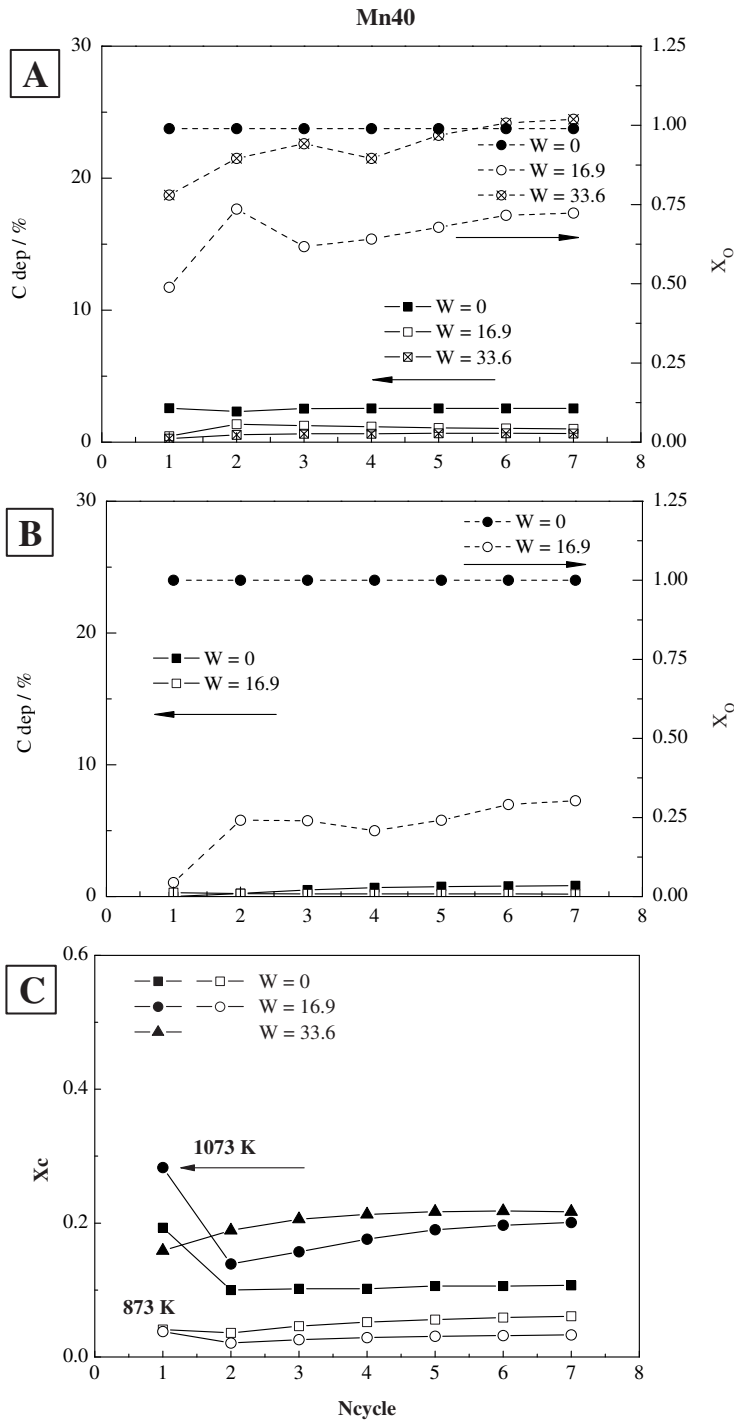 Mn40
A
30
20
10
0
C dep / %
1.25
1.00
0.75
0.50
0.25
0.00
X_O
W = 0
W = 16.9
W = 33.6
W = 0
W = 16.9
W = 33.6
0 1 2 3 4 5 6 7 8
B
30
20
10
0
C dep / %
1.25
1.00
0.75
0.50
0.25
0.00
X_O
W = 0
W = 16.9
W = 0
W = 16.9
0 1 2 3 4 5 6 7 8
C
0.6
0.4
0.2
0.0
Xc
W = 0
W = 16.9
W = 33.6
1073 K
873 K
0 1 2 3 4 5 6 7 8
Ncycle